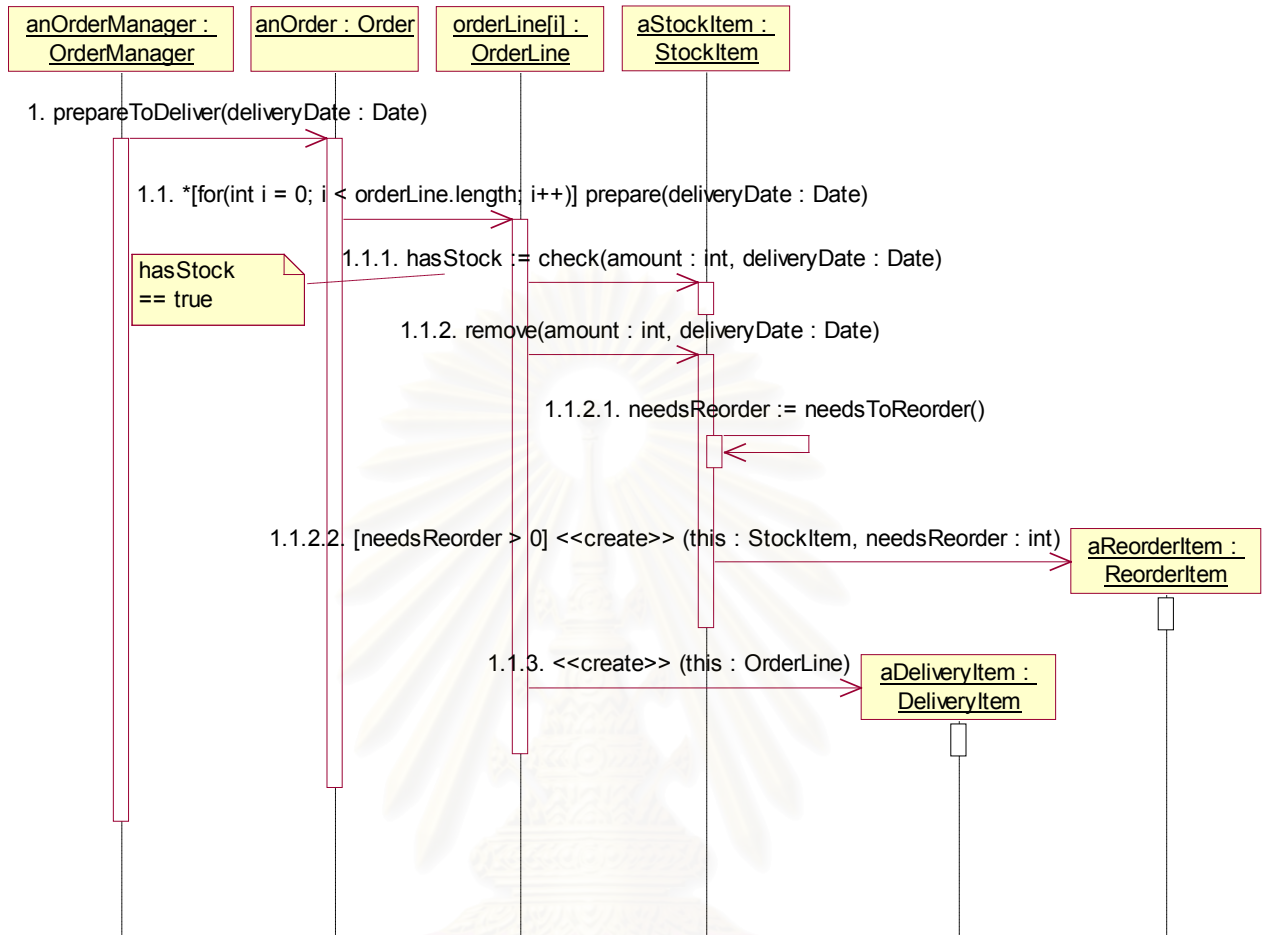 anOrderManager :
OrderManager
anOrder : Order
orderLine[i] :
OrderLine
aStockItem :
StockItem
1. prepareToDeliver(deliveryDate : Date)
1.1. *[for(int i = 0; i < orderLine.length; i++)] prepare(deliveryDate : Date)
1.1.1. hasStock := check(amount : int, deliveryDate : Date)
hasStock
== true
1.1.2. remove(amount : int, deliveryDate : Date)
1.1.2.1. needsReorder := needsToReorder()
1.1.2.2. [needsReorder > 0] <<create>> (this : StockItem, needsReorder : int)
aReorderItem :
ReorderItem
1.1.3. <<create>> (this : OrderLine)
aDeliveryItem :
DeliveryItem